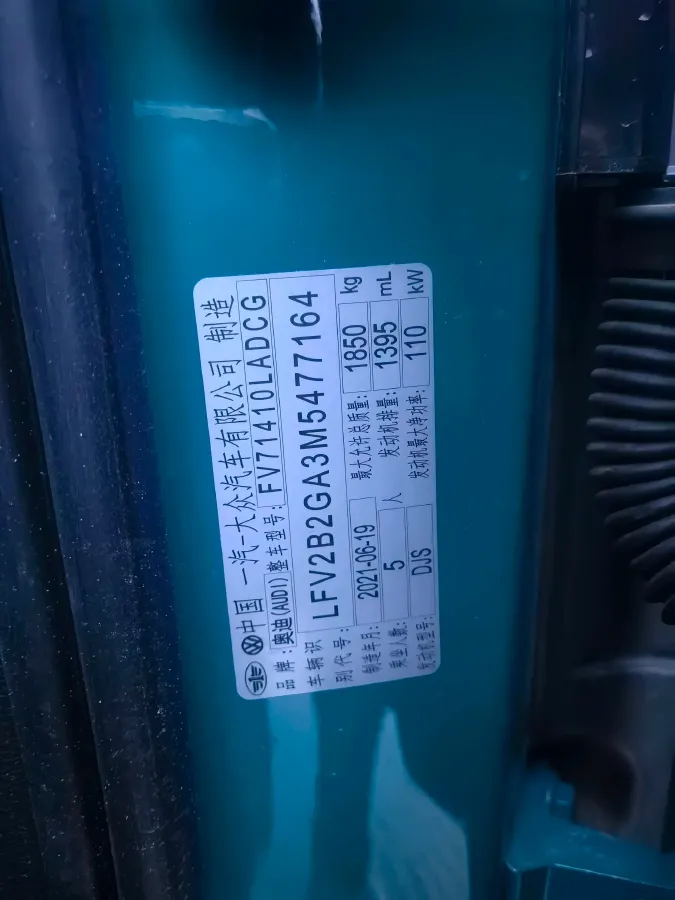 中国 一汽-大众汽车有限公司 制造
品牌:奥迪(AUDI)整车型号: FV71410LADCG
车辆识别代号: LFV2B2GA3M5477164
制造年月: 2021-06-19 最大允许总质量: 1850 kg
乘坐人数: 5 人 发动机排量: 1395 mL
发动机型号: DJS 发动机最大净功率: 110 kW